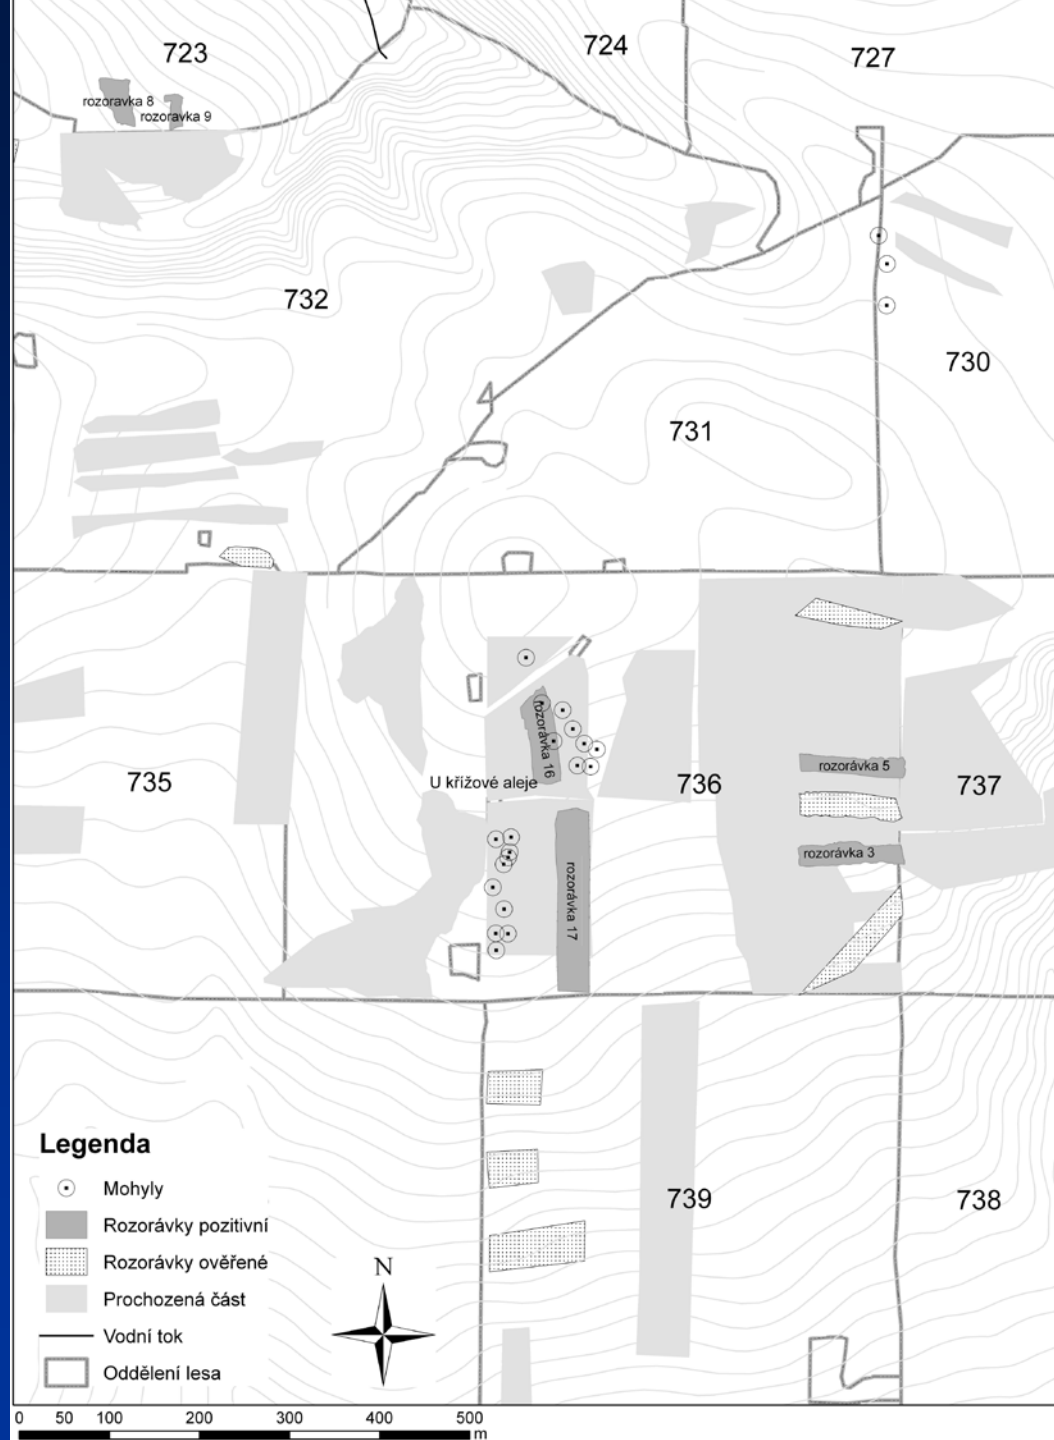 723
724
727
rozoravka 8
rozoravka 9
732
730
731
rozorávka 16
U křížové aleje
735
736
737
rozorávka 5
rozorávka 3
rozorávka 17
739
738
Legenda
Mohyly
Rozorávky pozitivní
Rozorávky ověřené
Prochozená část
Vodní tok
Oddělení lesa
N
0 50 100 200 300 400 500
m